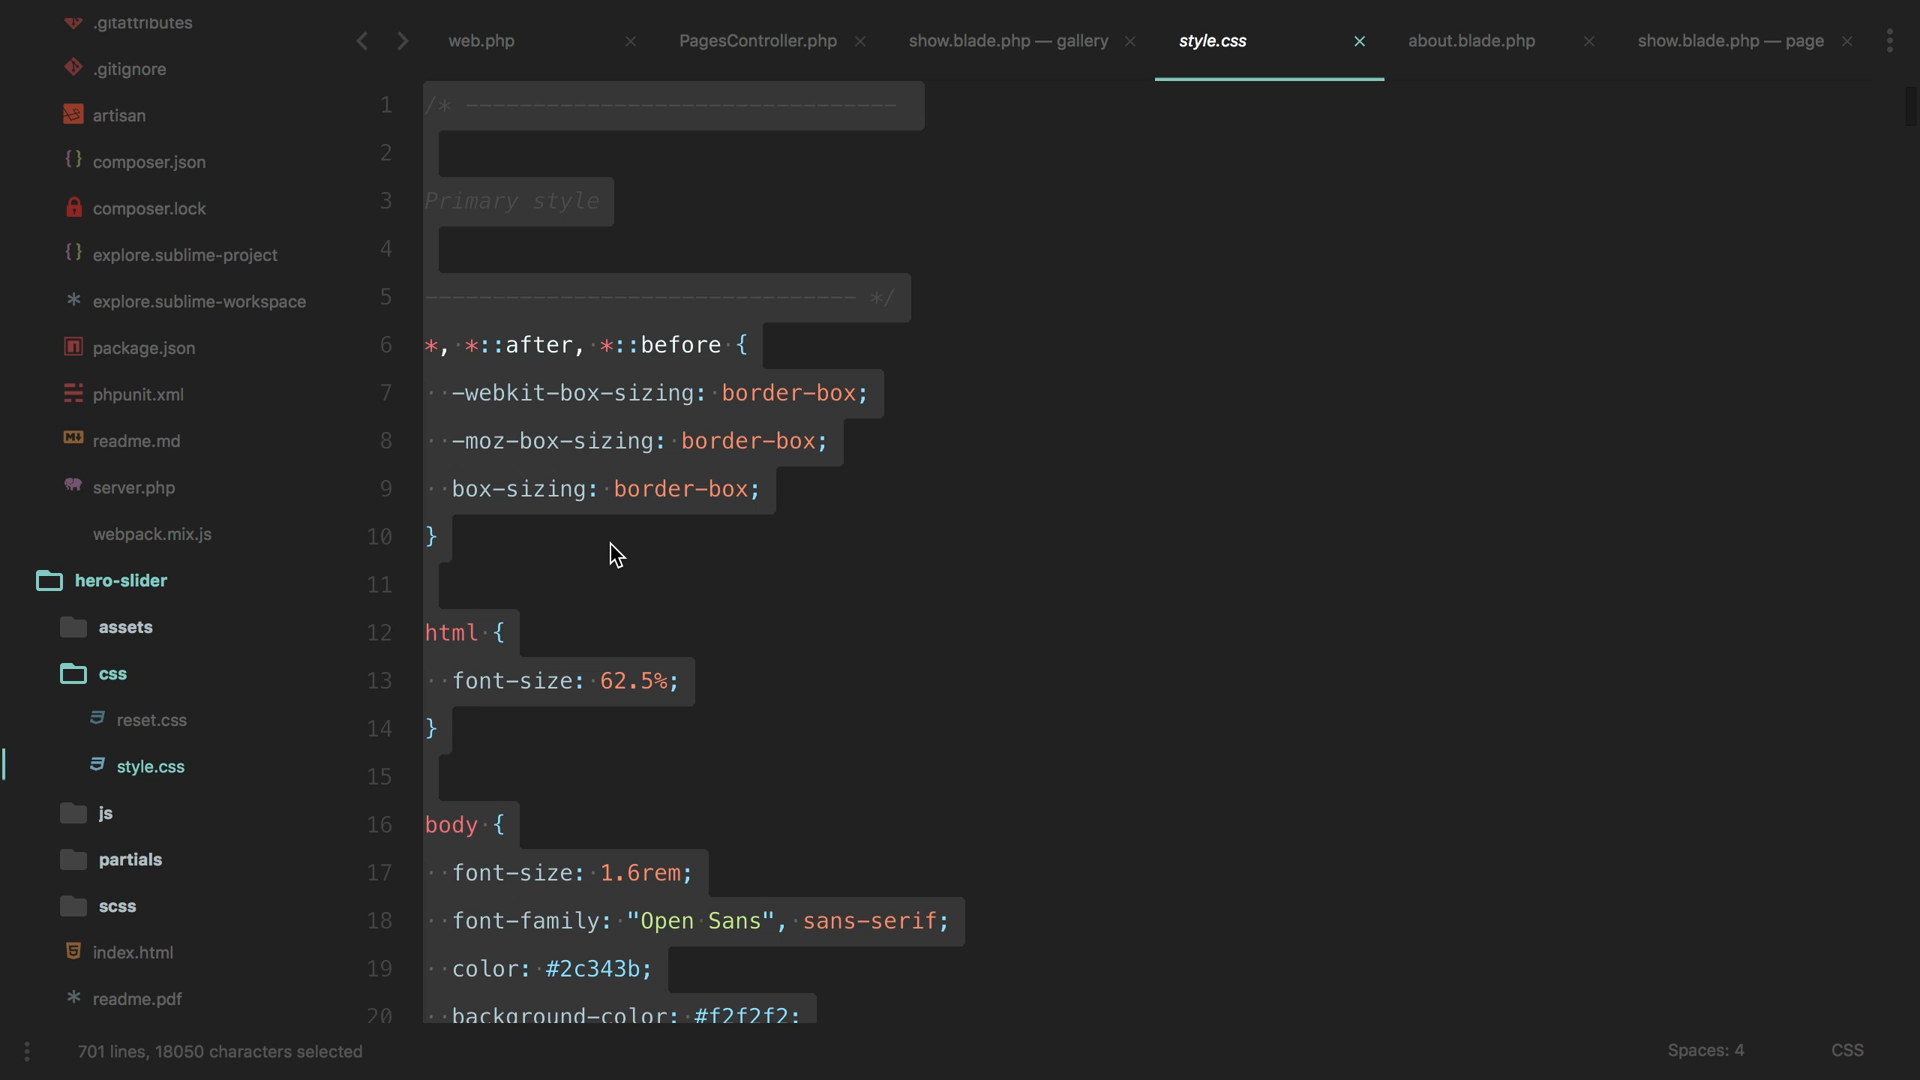 .gitattributes
.gitignore
artisan
composer.json
composer.lock
explore.sublime-project
explore.sublime-workspace
package.json
phpunit.xml
readme.md
server.php
webpack.mix.js
hero-slider
assets
css
reset.css
style.css
js
partials
scss
index.html
readme.pdf
web.php
PagesController.php
show.blade.php — gallery
style.css
about.blade.php
show.blade.php — page
1 /* --------------------------------
2
3 Primary style
4
5 -------------------------------- */
6 *, *::after, *::before {
7   -webkit-box-sizing: border-box;
8   -moz-box-sizing: border-box;
9   box-sizing: border-box;
10 }
11
12 html {
13   font-size: 62.5%;
14 }
15
16 body {
17   font-size: 1.6rem;
18   font-family: "Open Sans", sans-serif;
19   color: #2c343b;
20   background-color: #f2f2f2;
701 lines, 18050 characters selected
Spaces: 4
CSS